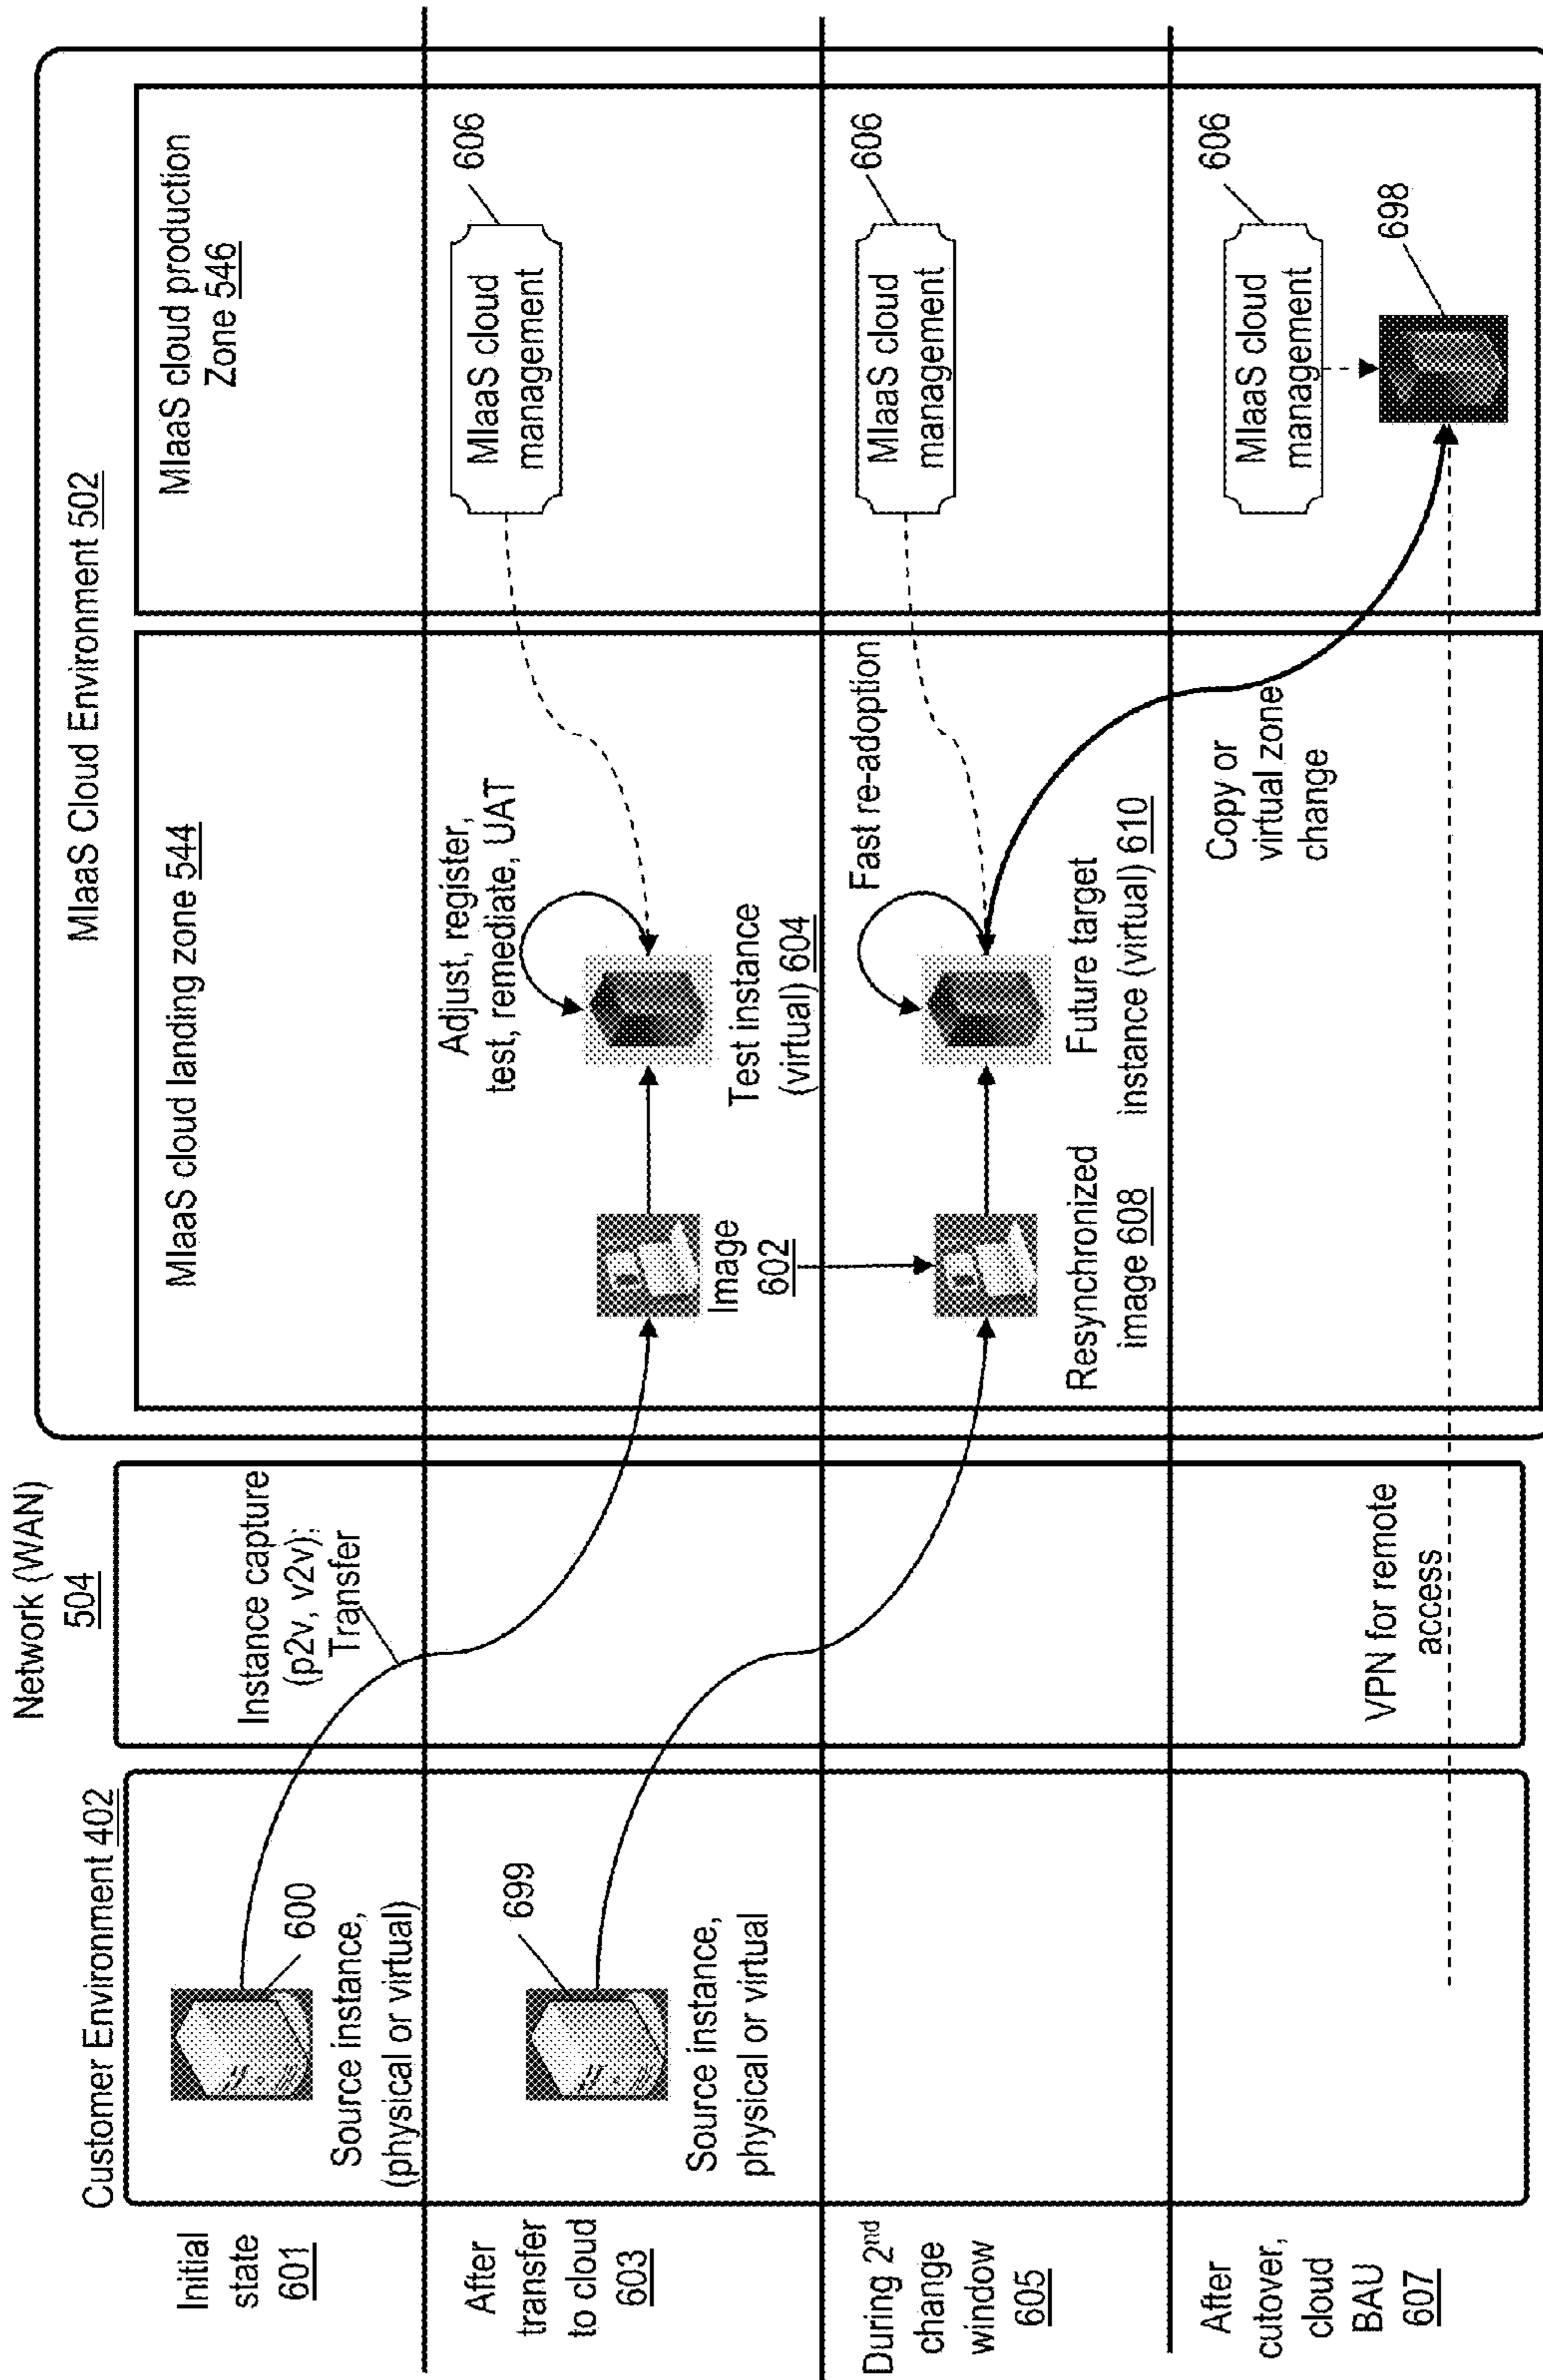 Customer Environment 402
Network (WAN)
504
MIaaS Cloud Environment 502
MIaaS cloud landing zone 544
MIaaS cloud production
Zone 546
Initial
state
601
600
Source instance,
(physical or virtual)
Instance capture
(p2v, v2v);
Transfer
After
transfer
to cloud
603
699
Source instance,
physical or virtual
Image
602
Adjust, register,
test, remediate, UAT
Test instance
(virtual) 604
MIaaS cloud
management
606
During 2nd
change
window
605
Resynchronized
image 608
Fast re-adoption
Future target
instance (virtual) 610
MIaaS cloud
management
606
After
cutover,
cloud
BAU
607
VPN for remote
access
Copy or
virtual zone
change
MIaaS cloud
management
606
698